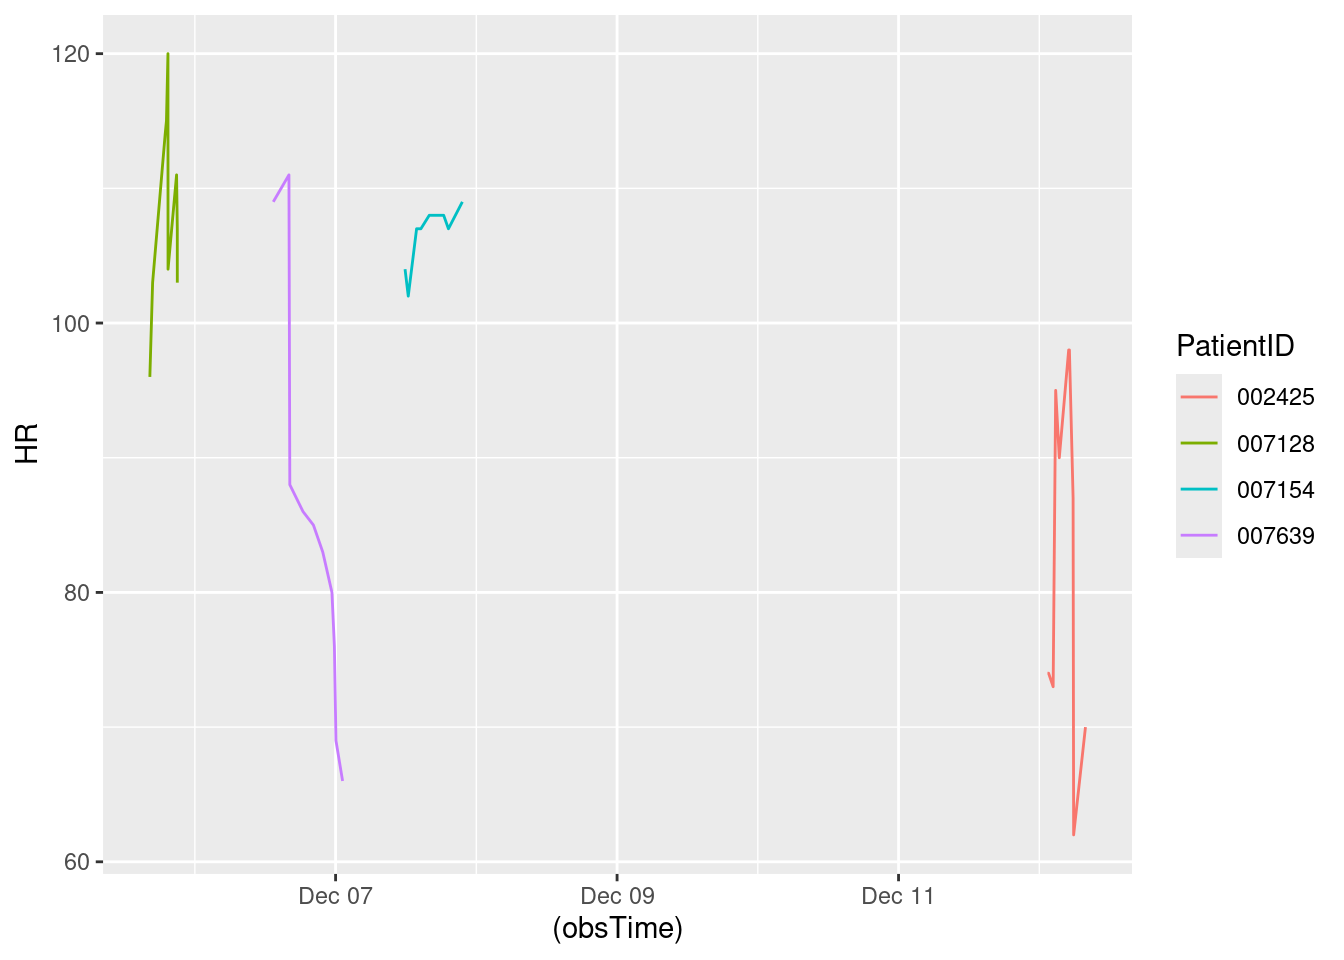 120
100
80
60
HR
Dec 07
Dec 09
Dec 11
(obsTime)
PatientID
002425
007128
007154
007639